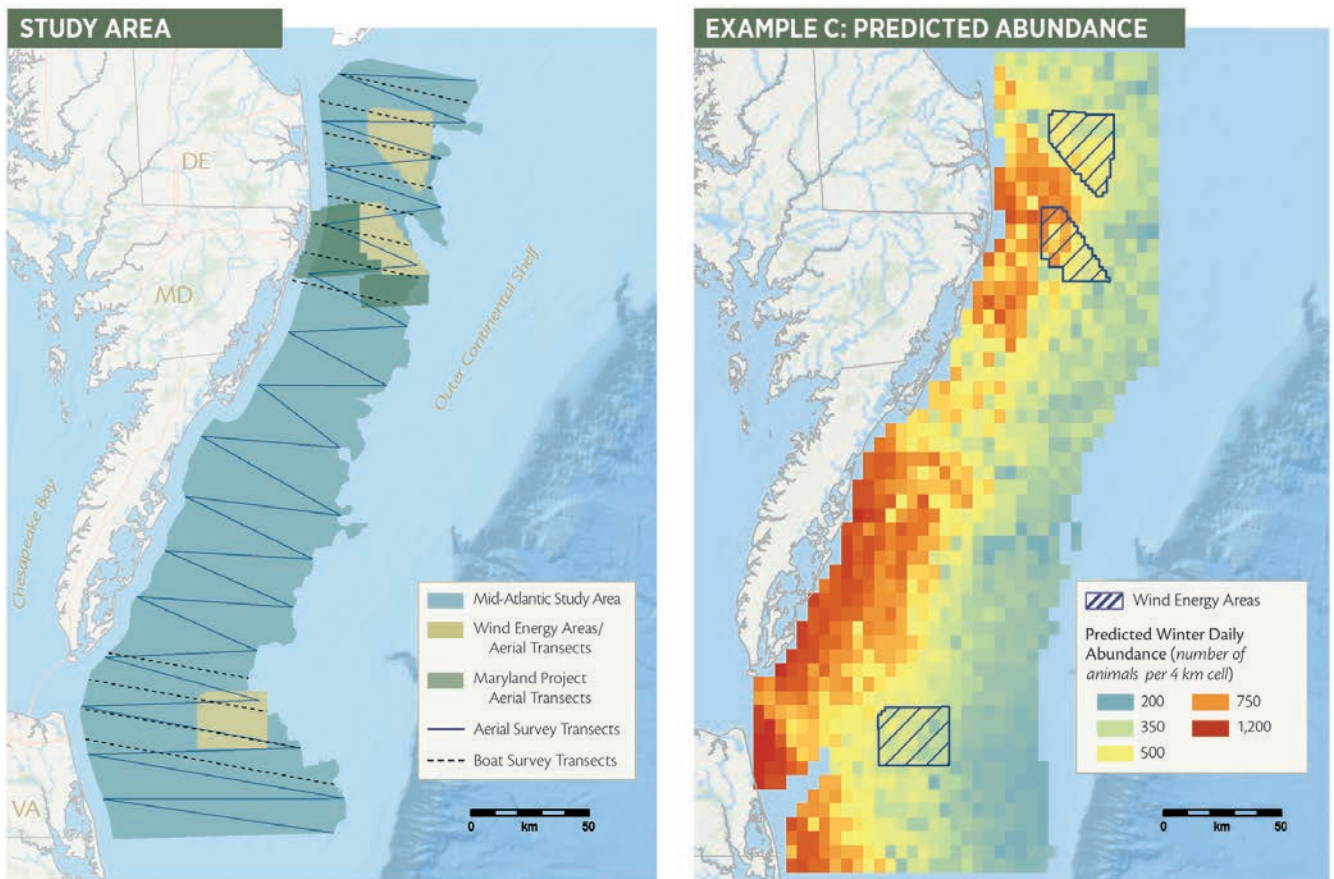 STUDY AREA
DE
MD
VA
Chesapeake Bay
Outer Continental Shelf
Mid-Atlantic Study Area
Wind Energy Areas/
Aerial Transects
Maryland Project
Aerial Transects
Aerial Survey Transects
Boat Survey Transects
0 km 50
EXAMPLE C: PREDICTED ABUNDANCE
Wind Energy Areas
Predicted Winter Daily
Abundance (number of
animals per 4 km cell)
200 750
350 1,200
500
0 km 50